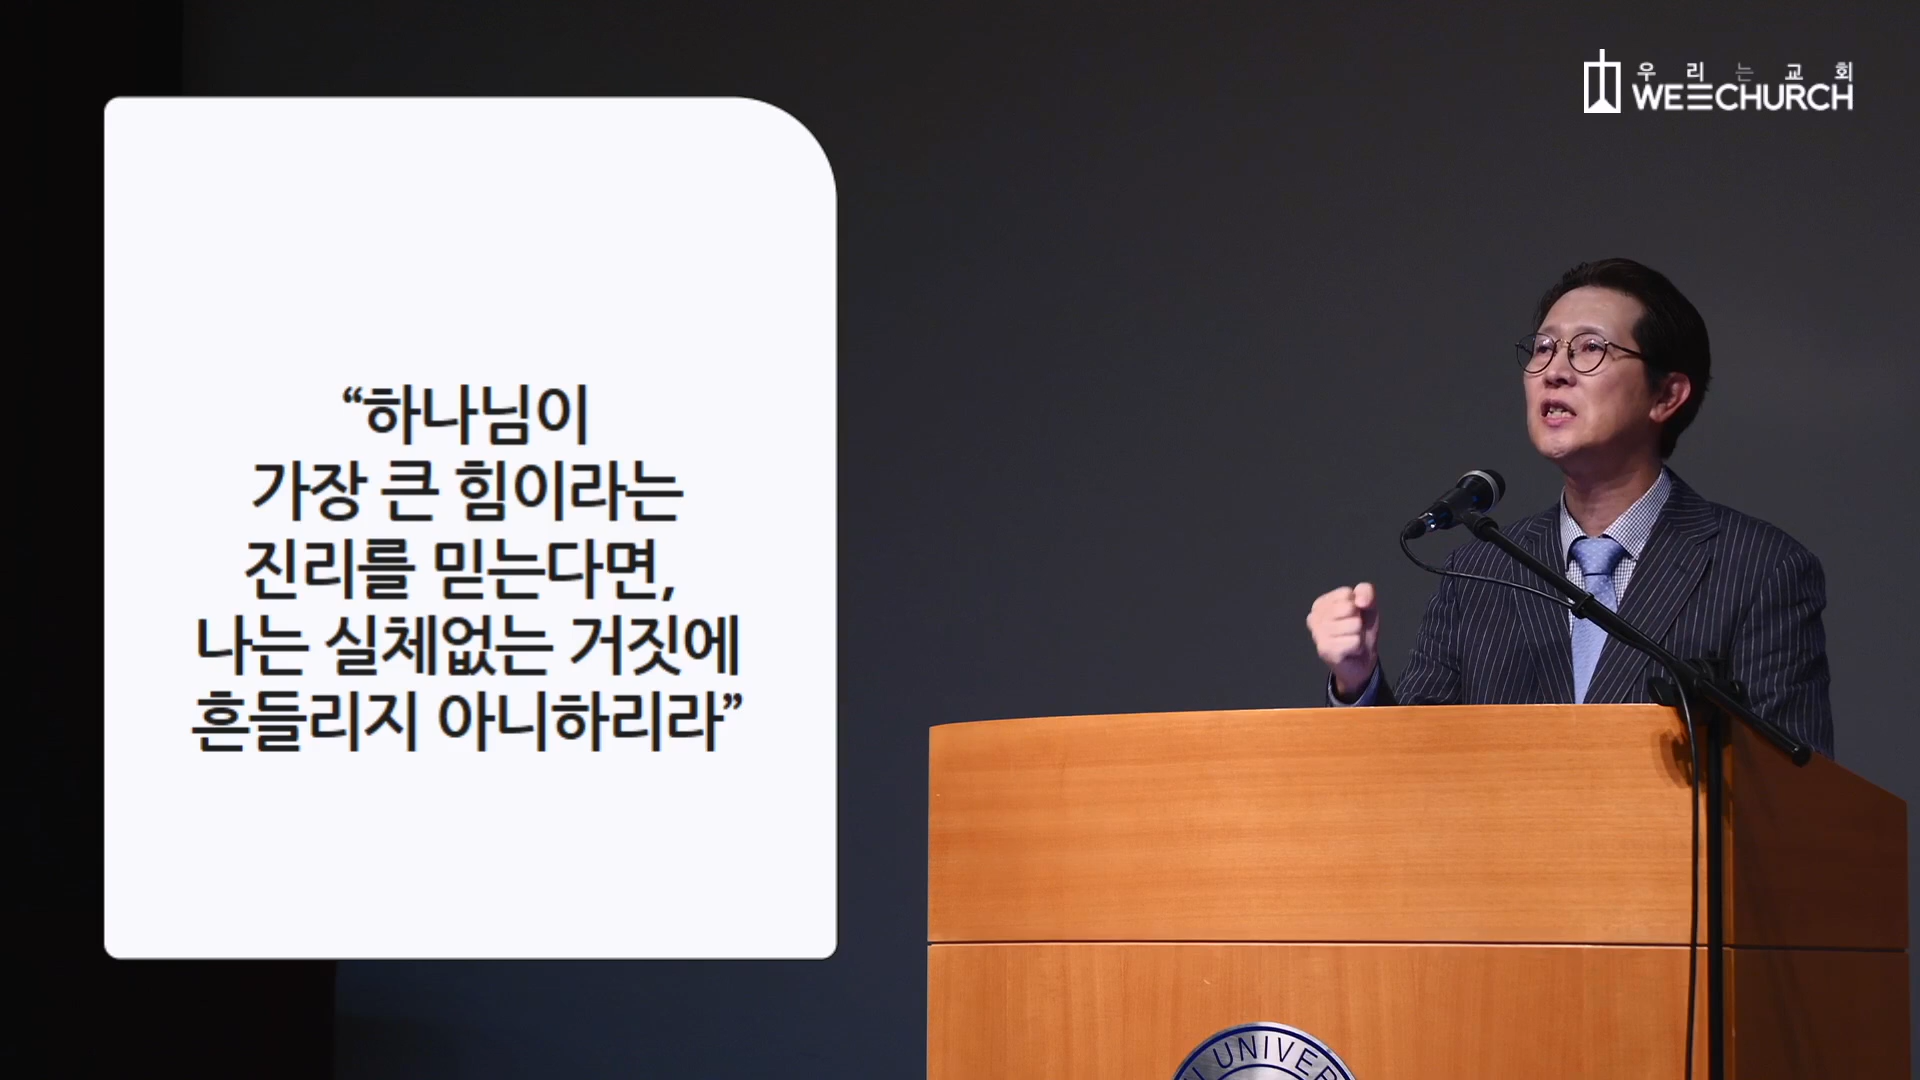 우리는교회
WECHURCH
“하나님이
가장 큰 힘이라는
진리를 믿는다면,
나는 실체없는 거짓에
흔들리지 아니하리라”
UNIVER